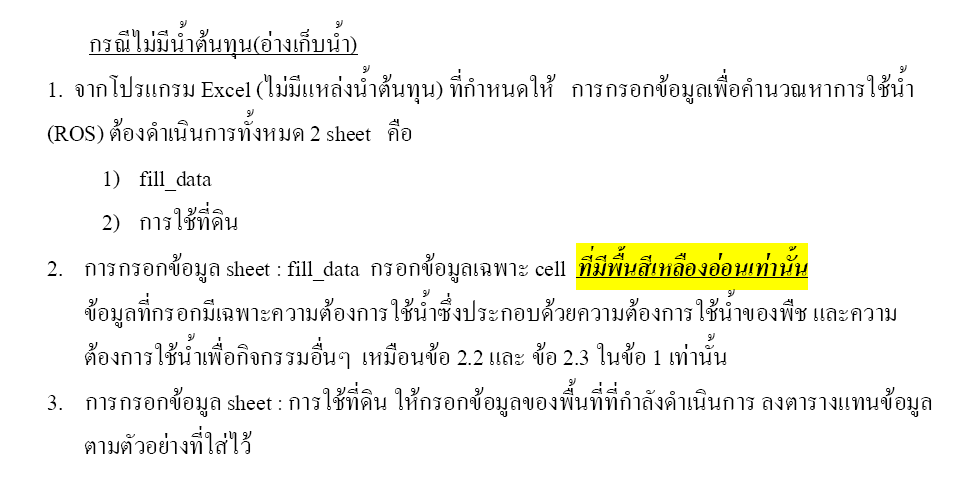 กรณีไม่มีน้ำต้นทุน(อ่างเก็บน้ำ)
1. จากโปรแกรม Excel (ไม่มีแหล่งน้ำต้นทุน) ที่กำหนดให้ การกรอกข้อมูลเพื่อคำนวณหาการใช้น้ำ
(ROS) ต้องดำเนินการทั้งหมด 2 sheet คือ
1) fill_data
2) การใช้ที่ดิน
2. การกรอกข้อมูล sheet : fill_data กรอกข้อมูลเฉพาะ cell ที่มีพื้นสีเหลืองอ่อนเท่านั้น
ข้อมูลที่กรอกมีเฉพาะความต้องการใช้น้ำซึ่งประกอบด้วยความต้องการใช้น้ำของพืช และความ
ต้องการใช้น้ำเพื่อกิจกรรมอื่นๆ เหมือนข้อ 2.2 และ ข้อ 2.3 ในข้อ 1 เท่านั้น
3. การกรอกข้อมูล sheet : การใช้ที่ดิน ให้กรอกข้อมูลของพื้นที่ที่กำลังดำเนินการ ลงตารางแทนข้อมูล
ตามตัวอย่างที่ใส่ไว้